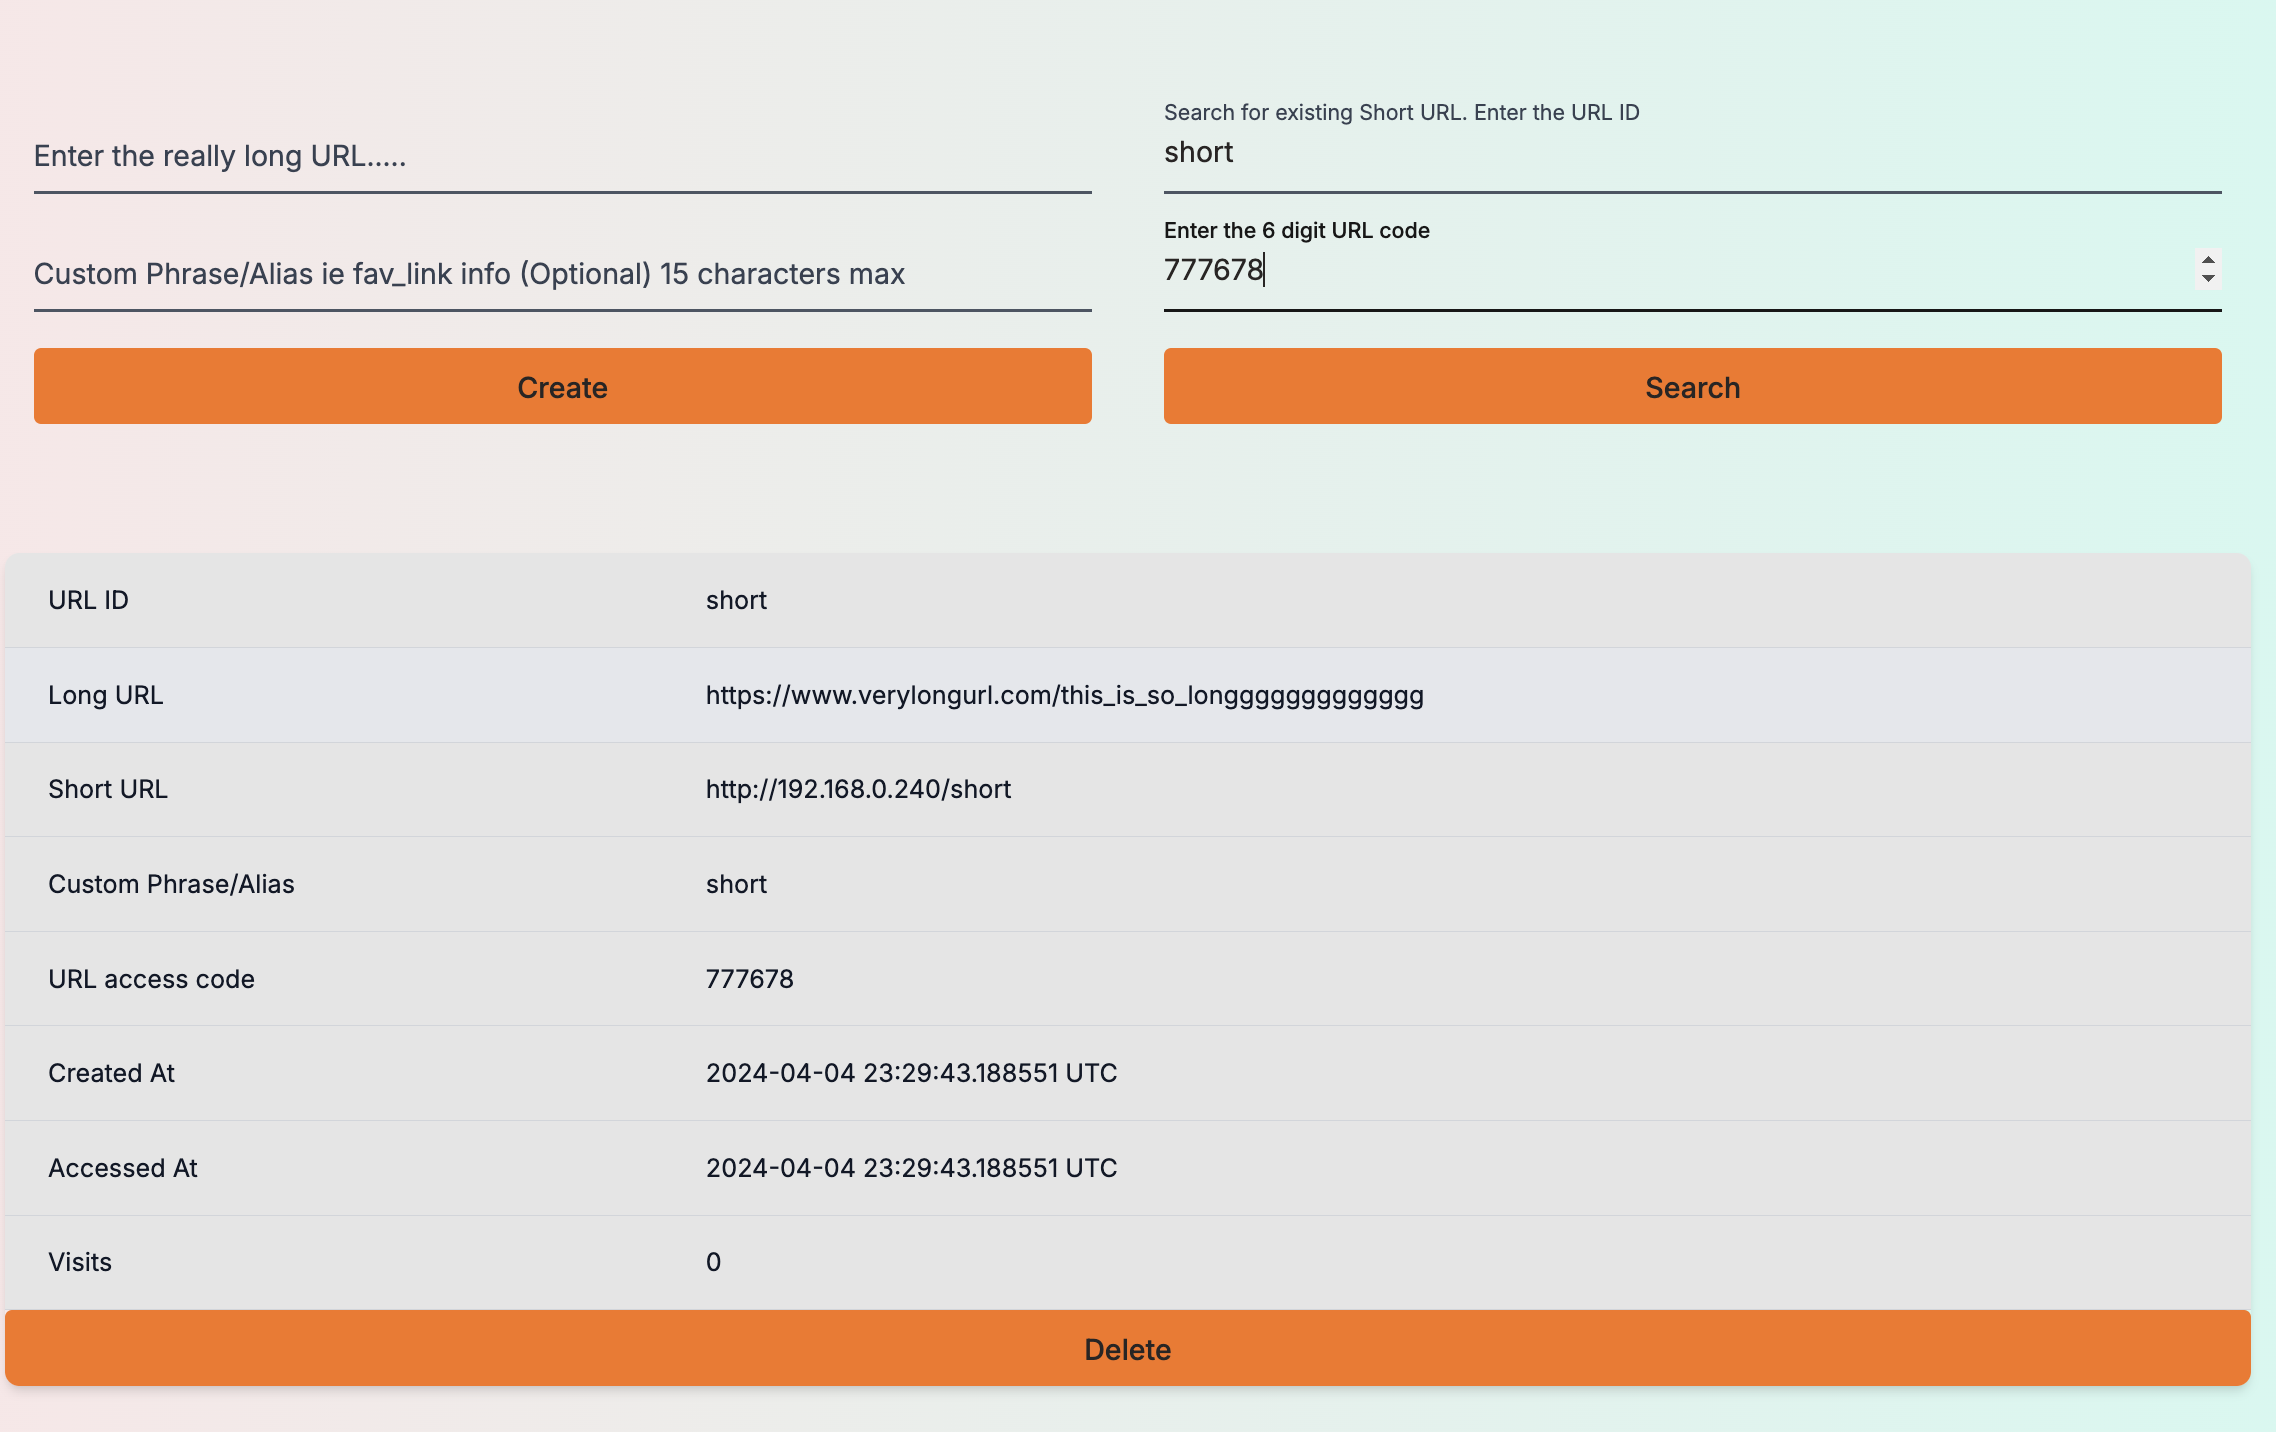 Enter the really long URL.....
Custom Phrase/Alias ie fav_link info (Optional) 15 characters max
Create
Search for existing Short URL. Enter the URL ID
short
Enter the 6 digit URL code
777678
Search
URL ID short
Long URL https://www.verylongurl.com/this_is_so_longgggggggggggggg
Short URL http://192.168.0.240/short
Custom Phrase/Alias short
URL access code 777678
Created At 2024-04-04 23:29:43.188551 UTC
Accessed At 2024-04-04 23:29:43.188551 UTC
Visits 0
Delete